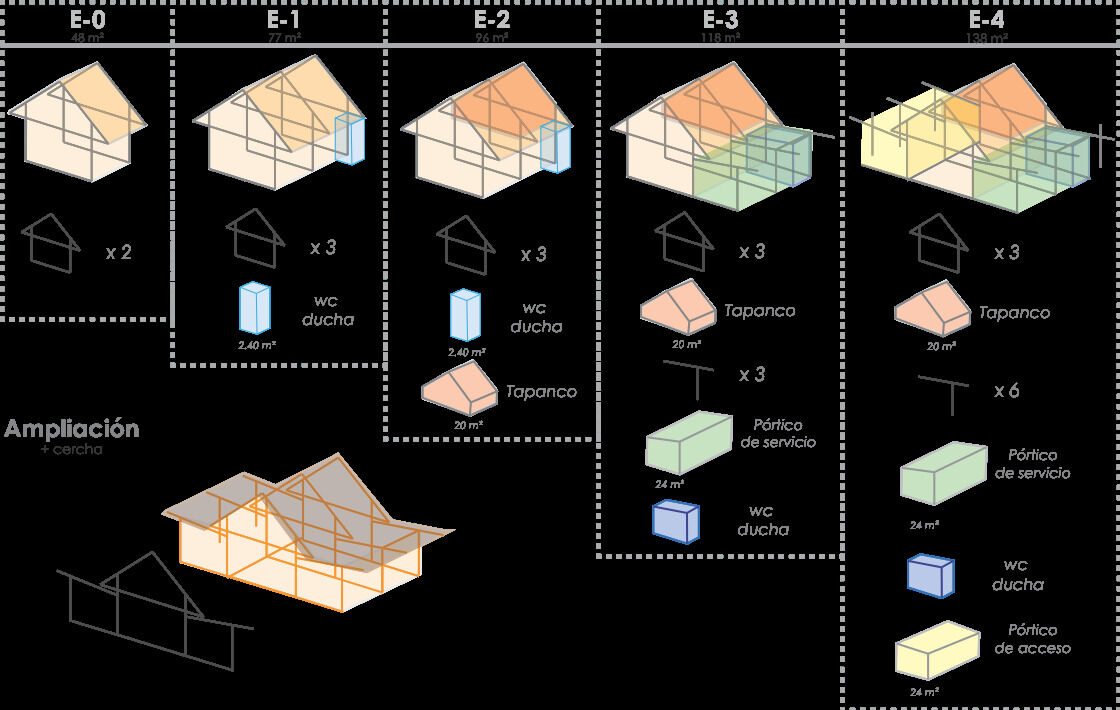 E-0
48 m²
x 2
E-1
77 m²
x 3
wc
ducha
2,40 m²
E-2
96 m²
x 3
wc
ducha
2,40 m²
Tapanco
20 m²
E-3
118 m²
x 3
Tapanco
20 m²
x 3
Pórtico
de servicio
24 m²
wc
ducha
E-4
138 m²
x 3
Tapanco
20 m²
x 6
Pórtico
de servicio
24 m²
wc
ducha
Pórtico
de acceso
24 m²
Ampliación
+ cercha